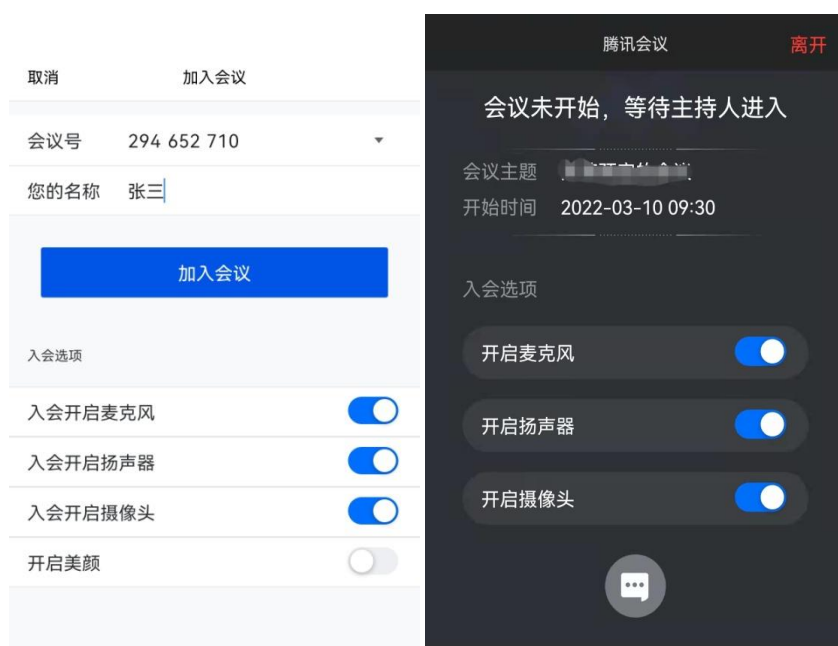 取消 加入会议
会议号 294 652 710
您的名称 张三
加入会议
入会选项
入会开启麦克风
入会开启扬声器
入会开启摄像头
开启美颜
腾讯会议 离开
会议未开始，等待主持人进入
会议主题
开始时间 2022-03-10 09:30
入会选项
开启麦克风
开启扬声器
开启摄像头